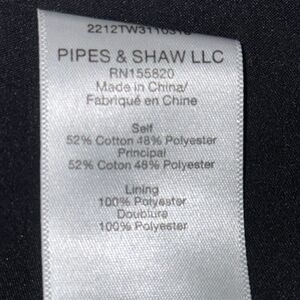 PIPES & SHAW LLC
RN155820
Made in China/
Fabriqué en Chine
Self
52% Cotton 48% Polyester
Principal
52% Coton 48% Polyester
Lining
100% Polyester
Doublure
100% Polyester